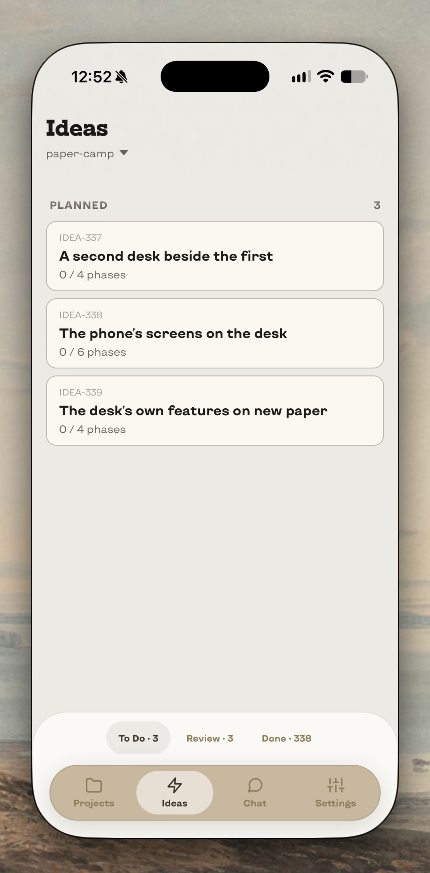 12:52
Ideas
paper-camp
PLANNED 3
IDEA-337
A second desk beside the first
0 / 4 phases
IDEA-338
The phone's screens on the desk
0 / 6 phases
IDEA-339
The desk's own features on new paper
0 / 4 phases
To Do · 3 Review · 3 Done · 338
Projects Ideas Chat Settings